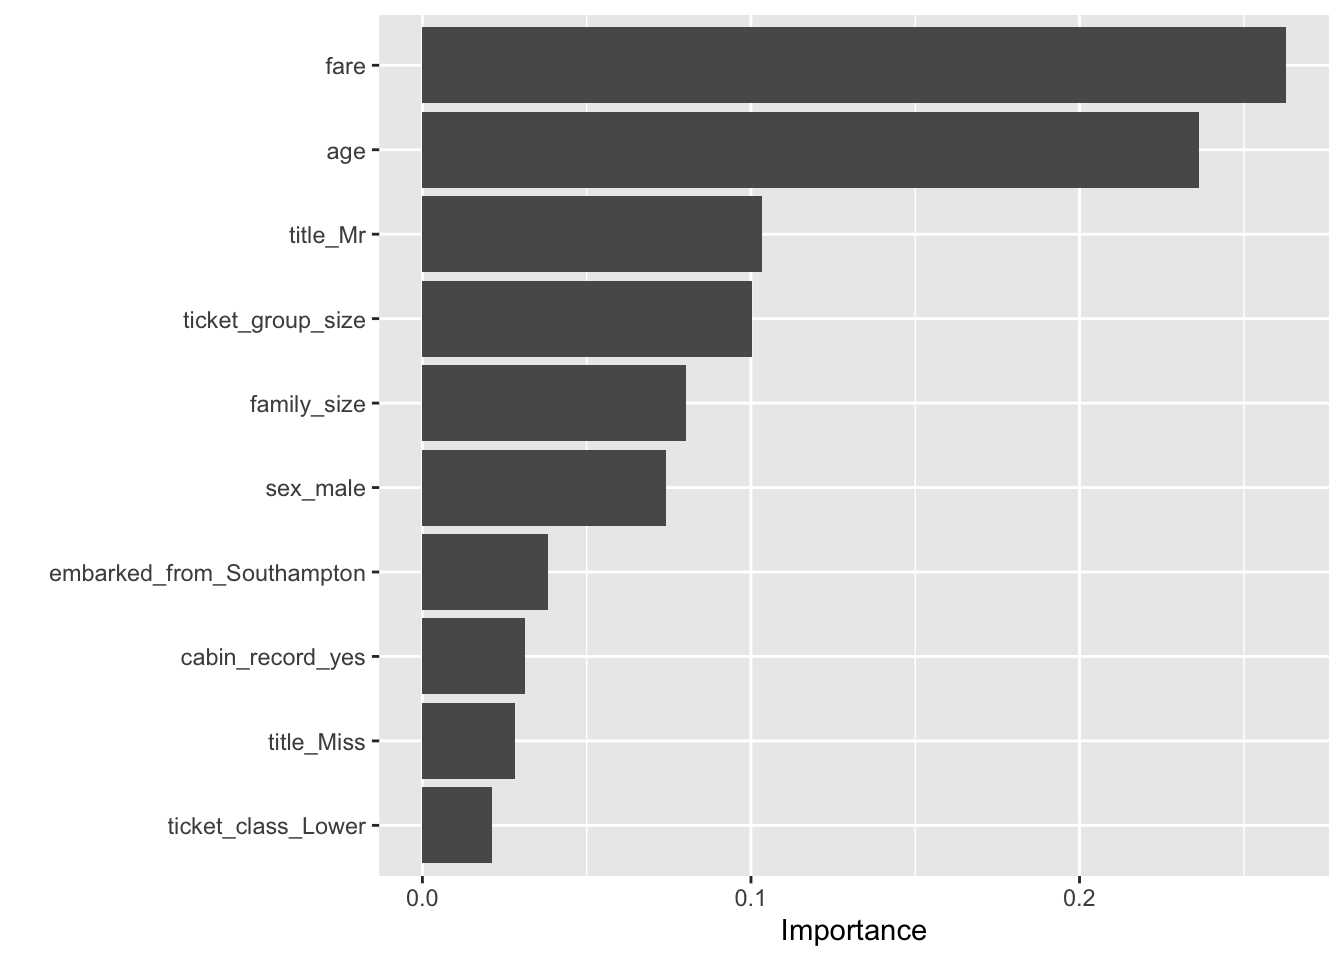 fare
age
title_Mr
ticket_group_size
family_size
sex_male
embarked_from_Southampton
cabin_record_yes
title_Miss
ticket_class_Lower
0.0 0.1 0.2
Importance